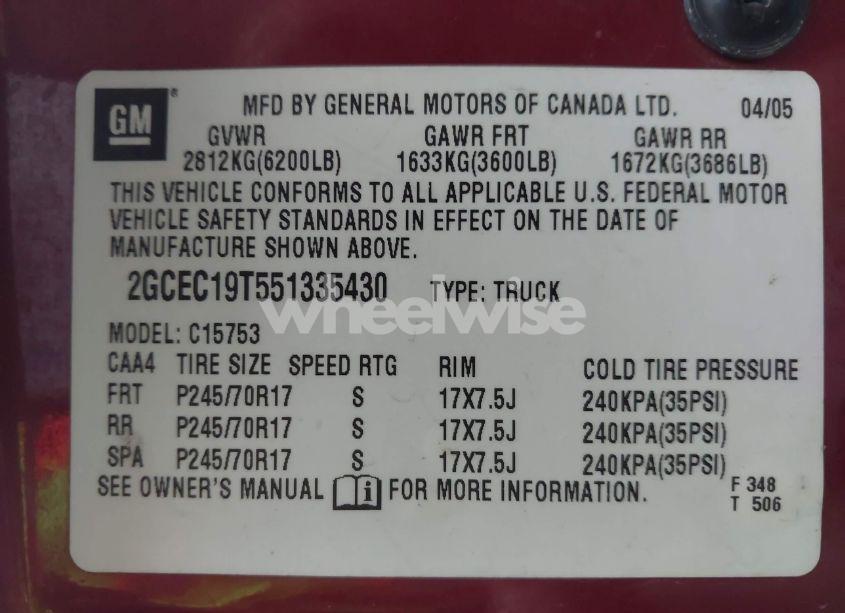 GM® MFD BY GENERAL MOTORS OF CANADA LTD. 04/05
GVWR GAWR FRT GAWR RR
2812KG(6200LB) 1633KG(3600LB) 1672KG(3686LB)
THIS VEHICLE CONFORMS TO ALL APPLICABLE U.S. FEDERAL MOTOR
VEHICLE SAFETY STANDARDS IN EFFECT ON THE DATE OF
MANUFACTURE SHOWN ABOVE.
2GCEC19T551335430 TYPE: TRUCK
wheelwise
MODEL: C15753
CAA4 TIRE SIZE SPEED RTG RIM COLD TIRE PRESSURE
FRT P245/70R17 S 17X7.5J 240KPA(35PSI)
RR P245/70R17 S 17X7.5J 240KPA(35PSI)
SPA P245/70R17 S 17X7.5J 240KPA(35PSI)
SEE OWNER'S MANUAL i FOR MORE INFORMATION. F 348
T 506